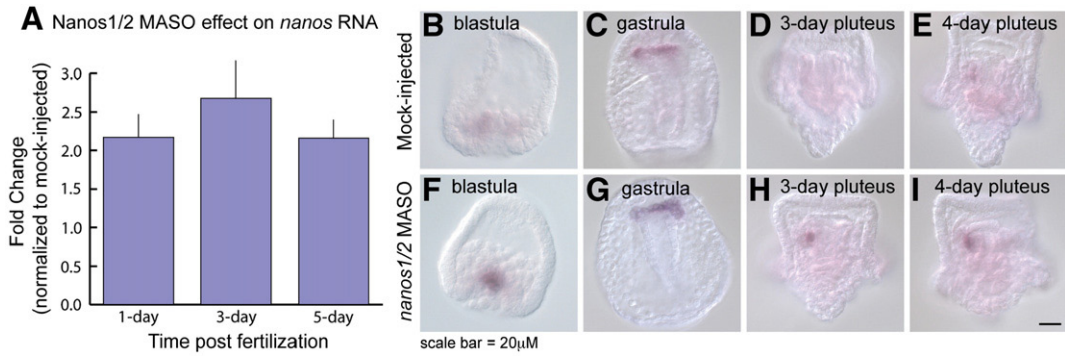 A Nanos1/2 MASO effect on nanos RNA
Fold Change
(normalized to mock-injected)
3.0
2.5
2.0
1.5
1.0
0.5
0.0
1-day 3-day 5-day
Time post fertilization
Mock-injected
B blastula
C gastrula
D 3-day pluteus
E 4-day pluteus
nanos1/2 MASO
F blastula
G gastrula
H 3-day pluteus
I 4-day pluteus
scale bar = 20μM